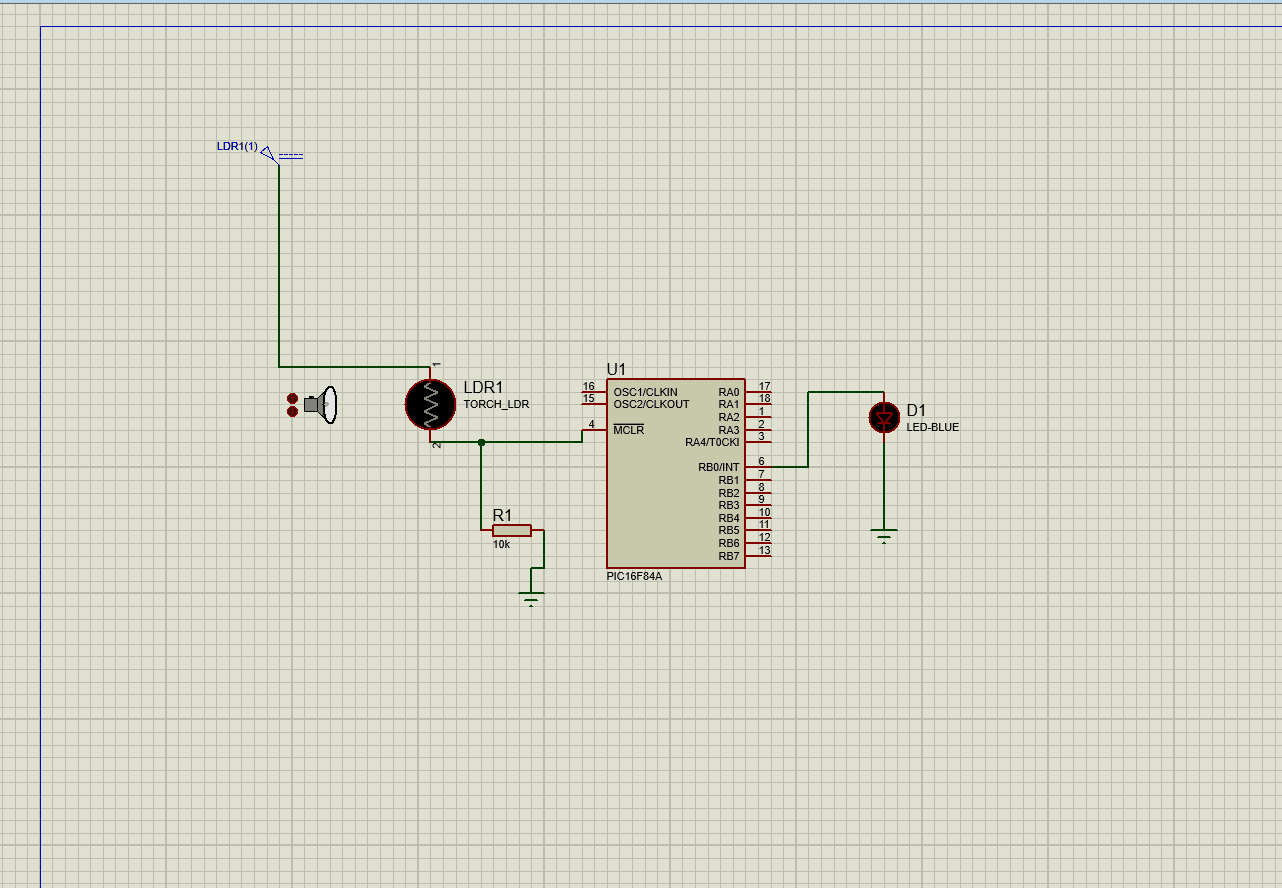 LDR1(1)
1
LDR1
TORCH_LDR
2
R1
10k
U1
16
OSC1/CLKIN
15
OSC2/CLKOUT
4
MCLR
RA0
17
RA1
18
RA2
1
RA3
2
RA4/T0CKI
3
RB0/INT
6
RB1
7
RB2
8
RB3
9
RB4
10
RB5
11
RB6
12
RB7
13
PIC16F84A
D1
LED-BLUE